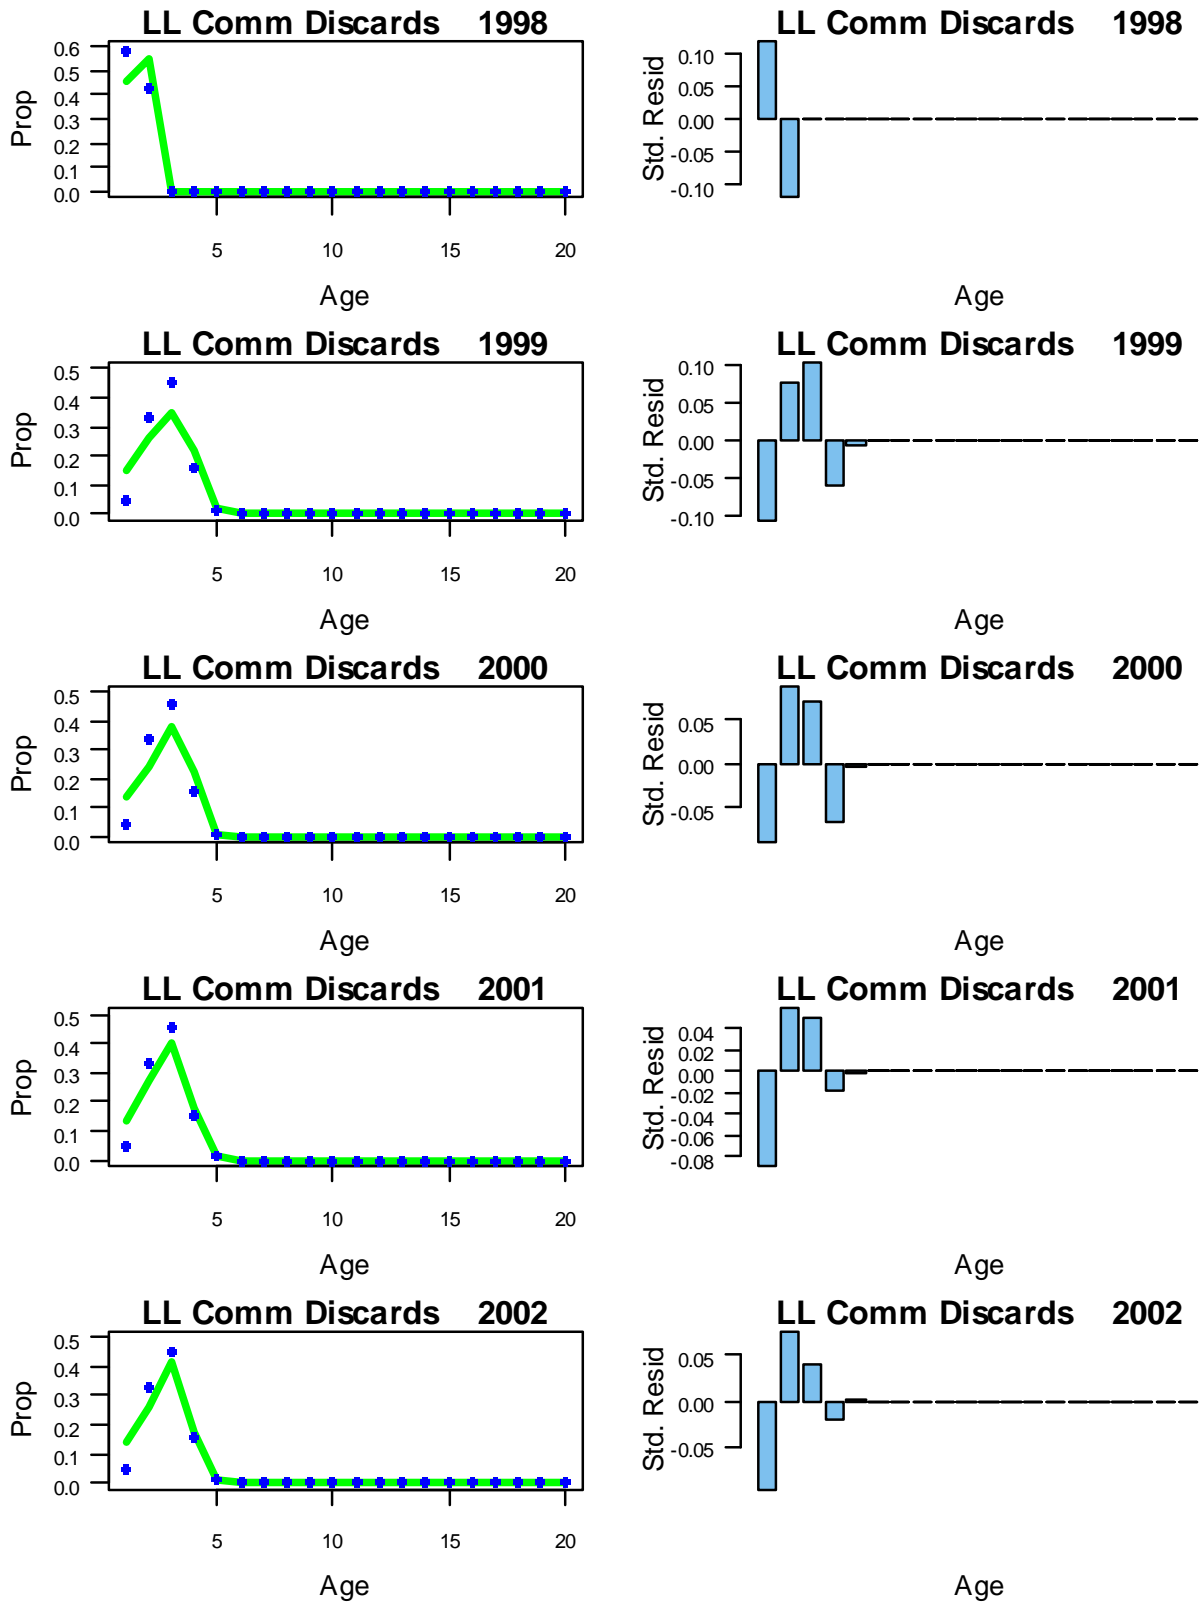 LL Comm Discards 1998
Prop
0.6
0.5
0.4
0.3
0.2
0.1
0.0
5 10 15 20
Age
LL Comm Discards 1998
Std. Resid
0.10
0.05
0.00
-0.05
-0.10
Age
LL Comm Discards 1999
Prop
0.5
0.4
0.3
0.2
0.1
0.0
5 10 15 20
Age
LL Comm Discards 1999
Std. Resid
0.10
0.05
0.00
-0.05
-0.10
Age
LL Comm Discards 2000
Prop
0.5
0.4
0.3
0.2
0.1
0.0
5 10 15 20
Age
LL Comm Discards 2000
Std. Resid
0.05
0.00
-0.05
Age
LL Comm Discards 2001
Prop
0.5
0.4
0.3
0.2
0.1
0.0
5 10 15 20
Age
LL Comm Discards 2001
Std. Resid
0.04
0.02
0.00
-0.02
-0.04
-0.06
-0.08
Age
LL Comm Discards 2002
Prop
0.5
0.4
0.3
0.2
0.1
0.0
5 10 15 20
Age
LL Comm Discards 2002
Std. Resid
0.05
0.00
-0.05
Age